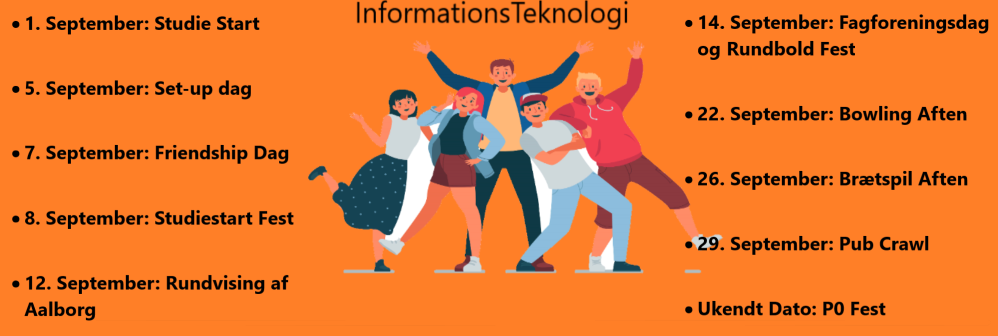 InformationsTeknologi
• 1. September: Studie Start
• 5. September: Set-up dag
• 7. September: Friendship Dag
• 8. September: Studiestart Fest
• 12. September: Rundvising af
Aalborg
• 14. September: Fagforeningsdag
og Rundbold Fest
• 22. September: Bowling Aften
• 26. September: Brætspil Aften
• 29. September: Pub Crawl
• Ukendt Dato: P0 Fest